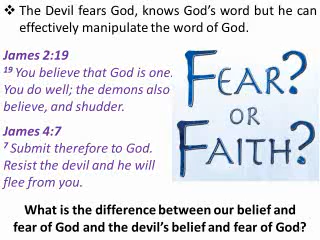 ❖ The Devil fears God, knows God's word but he can
effectively manipulate the word of God.
James 2:19
19 You believe that God is one.
You do well; the demons also
believe, and shudder.
James 4:7
7 Submit therefore to God.
Resist the devil and he will
flee from you.
FEAR?
OR
FAITH?
What is the difference between our belief and
fear of God and the devil's belief and fear of God?